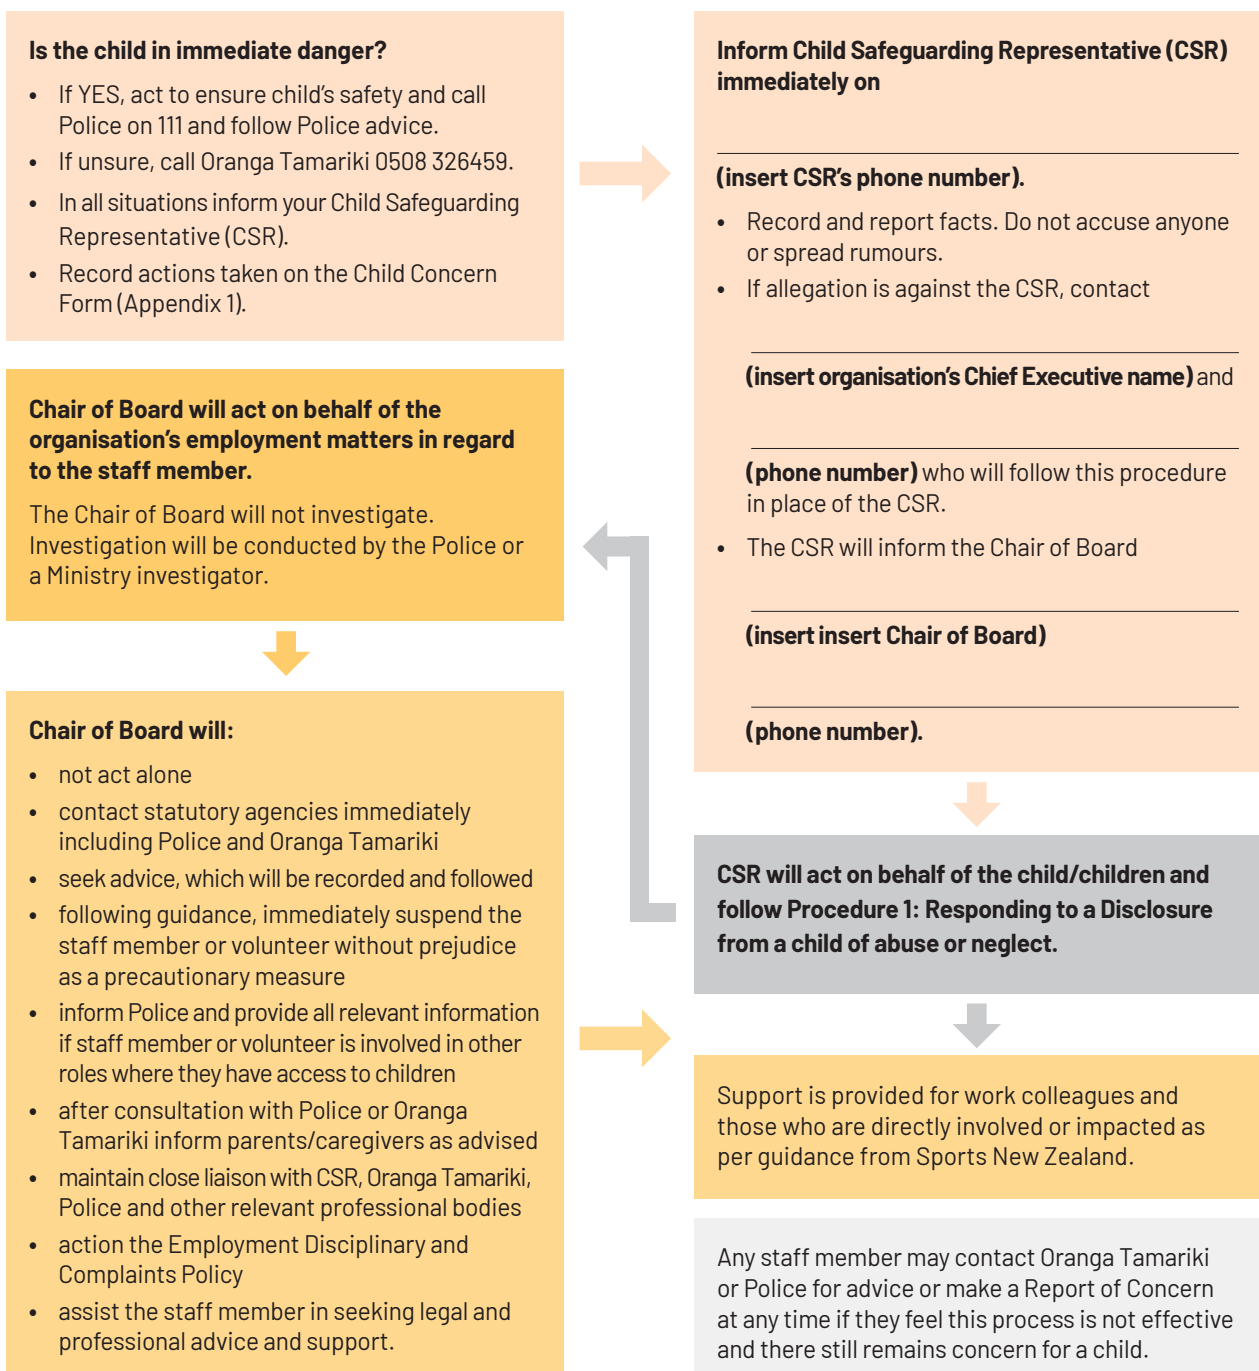 Is the child in immediate danger?
• If YES, act to ensure child's safety and call
Police on 111 and follow Police advice.
• If unsure, call Oranga Tamariki 0508 326459.
• In all situations inform your Child Safeguarding
Representative (CSR).
• Record actions taken on the Child Concern
Form (Appendix 1).
Inform Child Safeguarding Representative (CSR)
immediately on
(insert CSR's phone number).
• Record and report facts. Do not accuse anyone
or spread rumours.
• If allegation is against the CSR, contact
(insert organisation's Chief Executive name) and
(phone number) who will follow this procedure
in place of the CSR.
• The CSR will inform the Chair of Board
(insert insert Chair of Board)
(phone number).
CSR will act on behalf of the child/children and
follow Procedure 1: Responding to a Disclosure
from a child of abuse or neglect.
Chair of Board will act on behalf of the
organisation's employment matters in regard
to the staff member.
The Chair of Board will not investigate.
Investigation will be conducted by the Police or
a Ministry investigator.
Chair of Board will:
• not act alone
• contact statutory agencies immediately
including Police and Oranga Tamariki
• seek advice, which will be recorded and followed
• following guidance, immediately suspend the
staff member or volunteer without prejudice
as a precautionary measure
• inform Police and provide all relevant information
if staff member or volunteer is involved in other
roles where they have access to children
• after consultation with Police or Oranga
Tamariki inform parents/caregivers as advised
• maintain close liaison with CSR, Oranga Tamariki,
Police and other relevant professional bodies
• action the Employment Disciplinary and
Complaints Policy
• assist the staff member in seeking legal and
professional advice and support.
Support is provided for work colleagues and
those who are directly involved or impacted as
per guidance from Sports New Zealand.
Any staff member may contact Oranga Tamariki
or Police for advice or make a Report of Concern
at any time if they feel this process is not effective
and there still remains concern for a child.